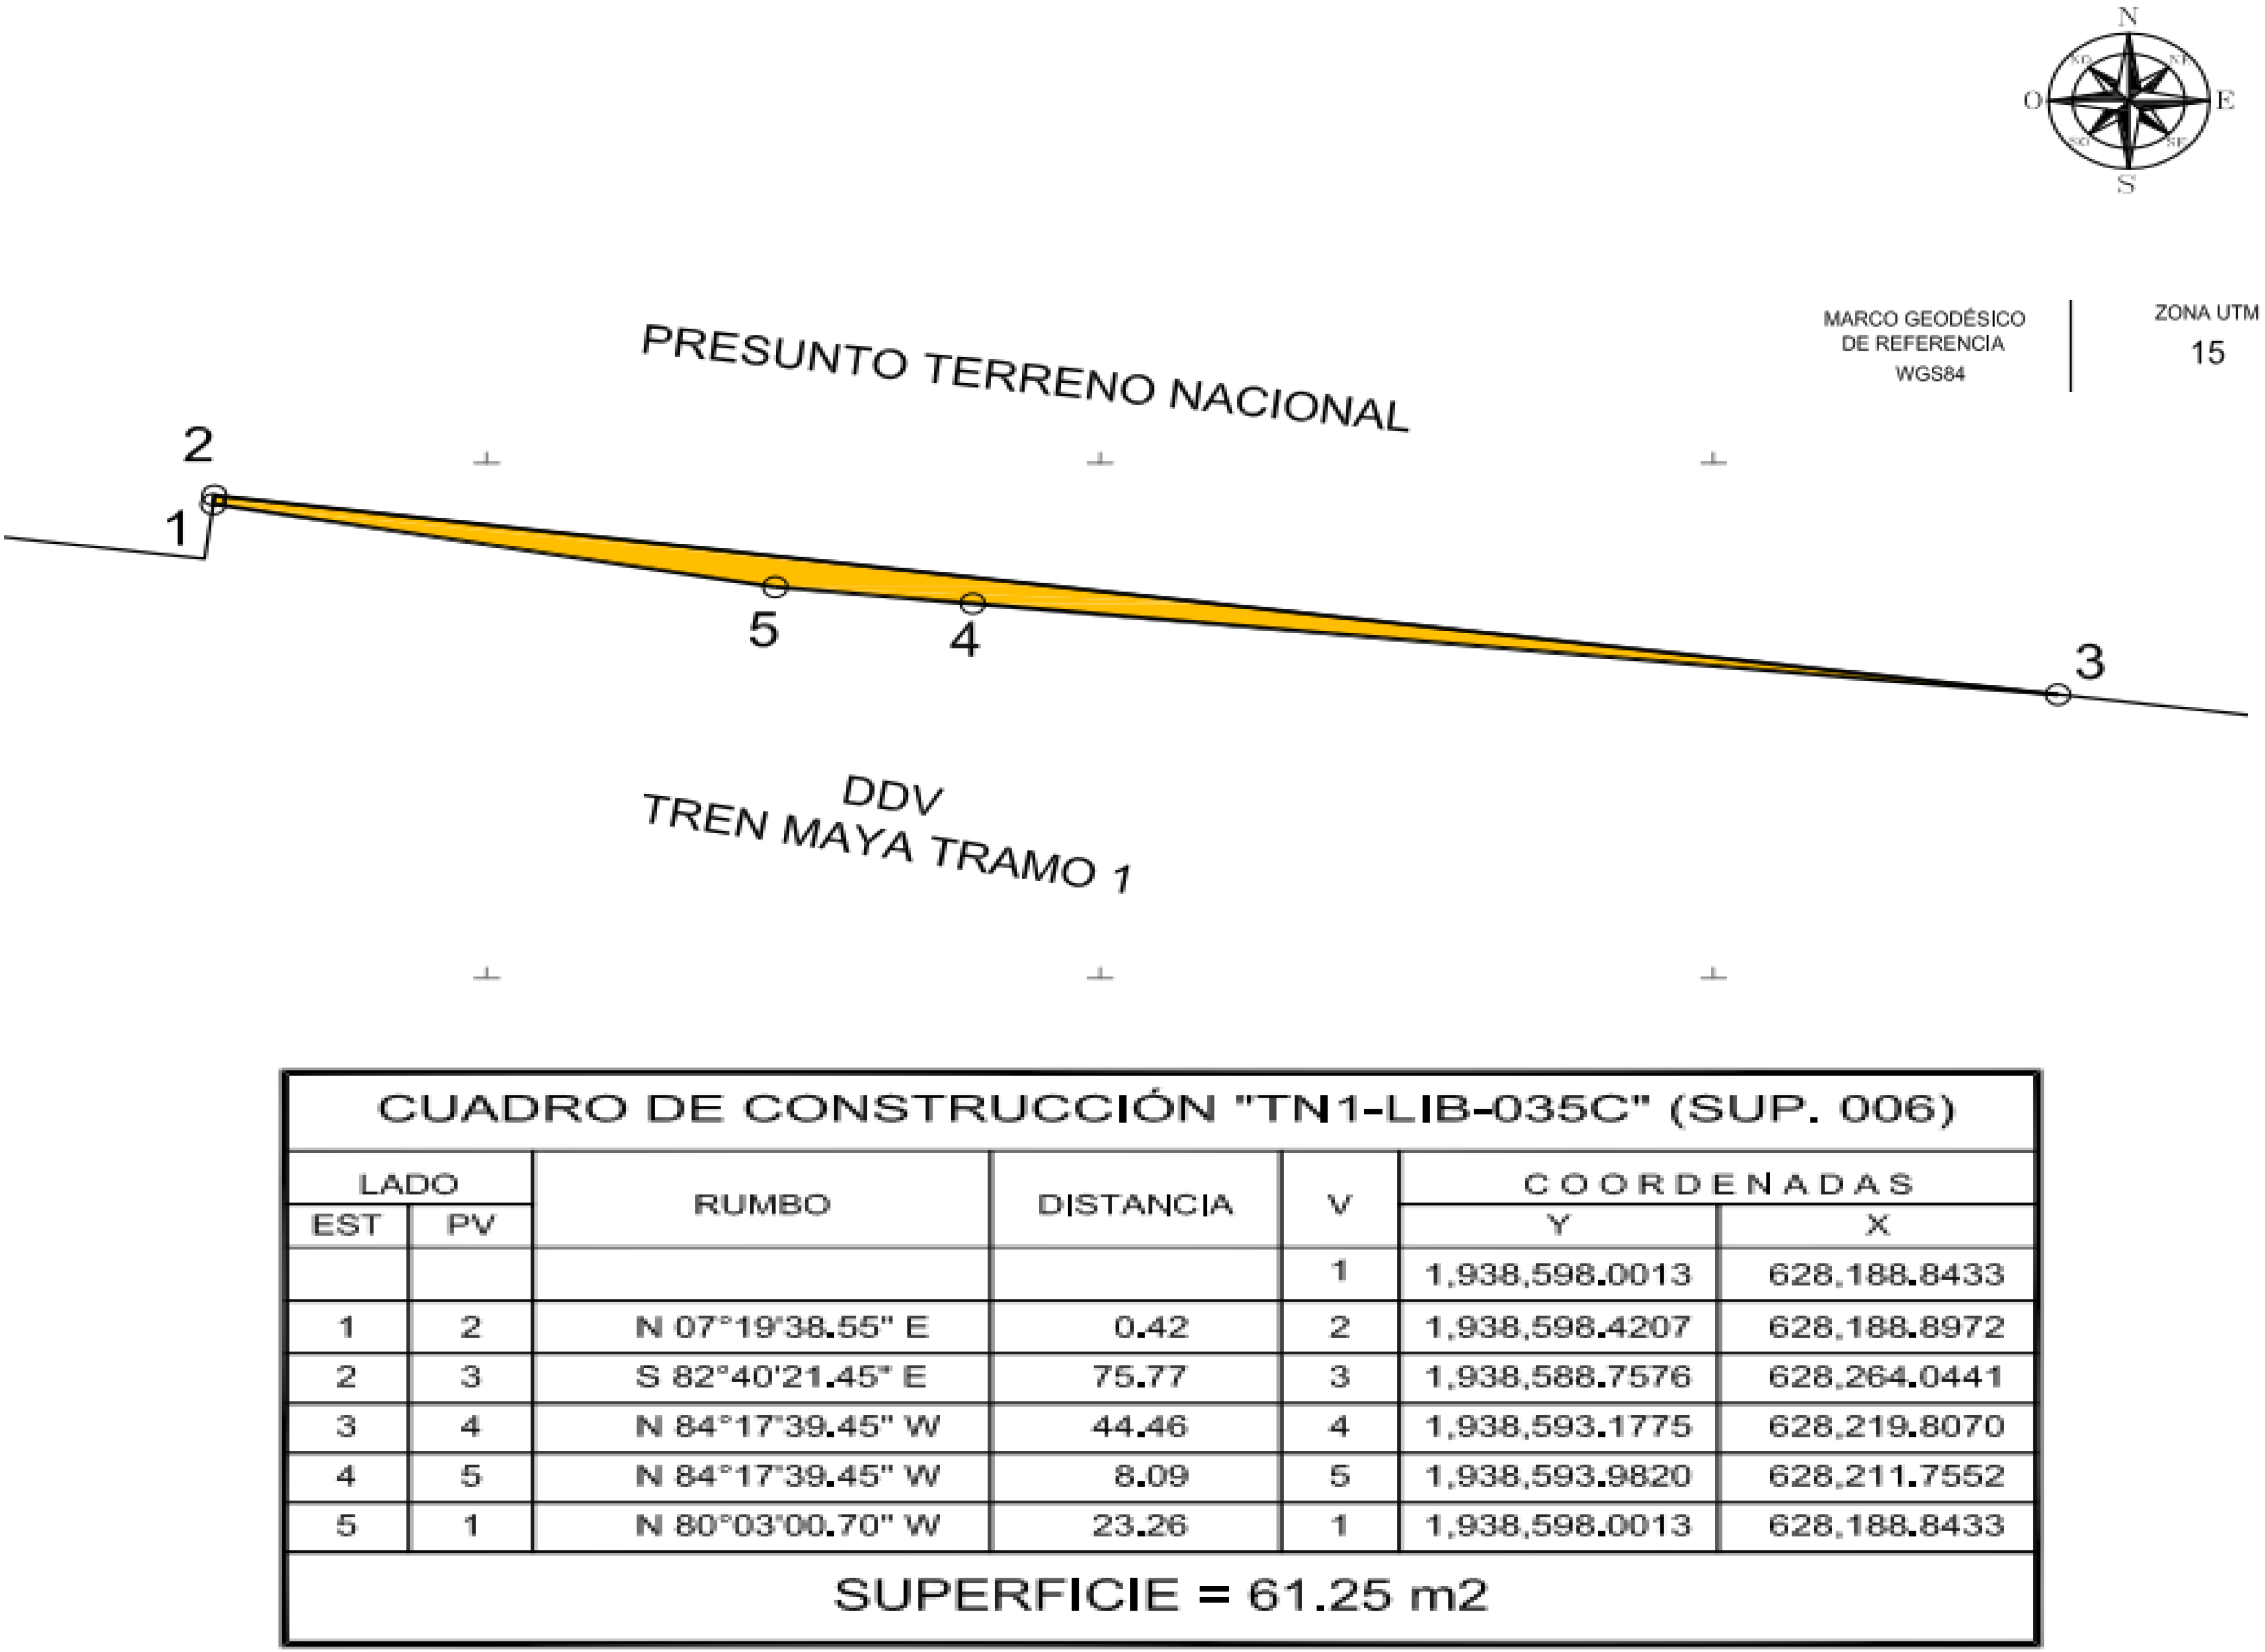 N
NO NE
O E
SO SE
S
MARCO GEODÉSICO
DE REFERENCIA
WGS84
ZONA UTM
15
PRESUNTO TERRENO NACIONAL
2
1
5
4
3
DDV
TREN MAYA TRAMO 1
CUADRO DE CONSTRUCCIÓN "TN1-LIB-035C" (SUP. 006)
LADO RUMBO DISTANCIA V COORDENADAS
EST PV Y X
1 1,938,598.0013 628,188.8433
1 2 N 07°19'38.55" E 0.42 2 1,938,598.4207 628,188.8972
2 3 S 82°40'21.45" E 75.77 3 1,938,588.7576 628,264.0441
3 4 N 84°17'39.45" W 44.46 4 1,938,593.1775 628,219.8070
4 5 N 84°17'39.45" W 8.09 5 1,938,593.9820 628,211.7552
5 1 N 80°03'00.70" W 23.26 1 1,938,598.0013 628,188.8433
SUPERFICIE = 61.25 m2